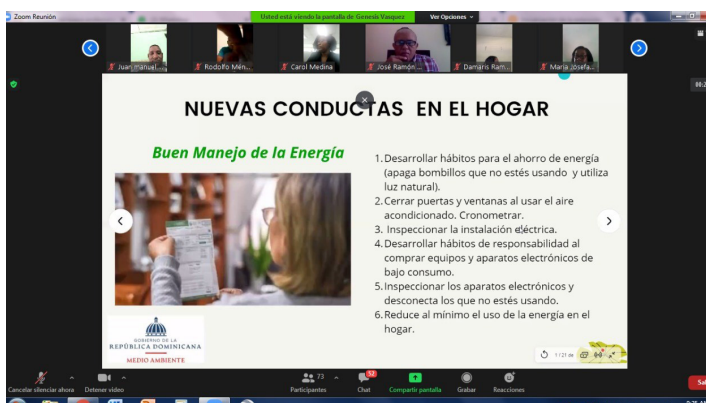 Zoom Reunión
Usted está viendo la pantalla de Genesis Vasquez
Ver Opciones
Juan manuel...
Rodolfo Mén...
Carol Medina
José Ramón ...
Damaris Ram...
Maria Josefa...
NUEVAS CONDUCTAS EN EL HOGAR
Buen Manejo de la Energía
1. Desarrollar hábitos para el ahorro de energía
(apaga bombillos que no estés usando y utiliza
luz natural).
2. Cerrar puertas y ventanas al usar el aire
acondicionado. Cronometrar.
3. Inspeccionar la instalación eléctrica.
4. Desarrollar hábitos de responsabilidad al
comprar equipos y aparatos electrónicos de
bajo consumo.
5. Inspeccionar los aparatos electrónicos y
desconecta los que no estés usando.
6. Reduce al mínimo el uso de la energía en el
hogar.
GOBIERNO DE LA
REPÚBLICA DOMINICANA
MEDIO AMBIENTE
Cancelar silenciar ahora
Detener video
73
Participantes
52
Chat
Compartir pantalla
Grabar
Reacciones